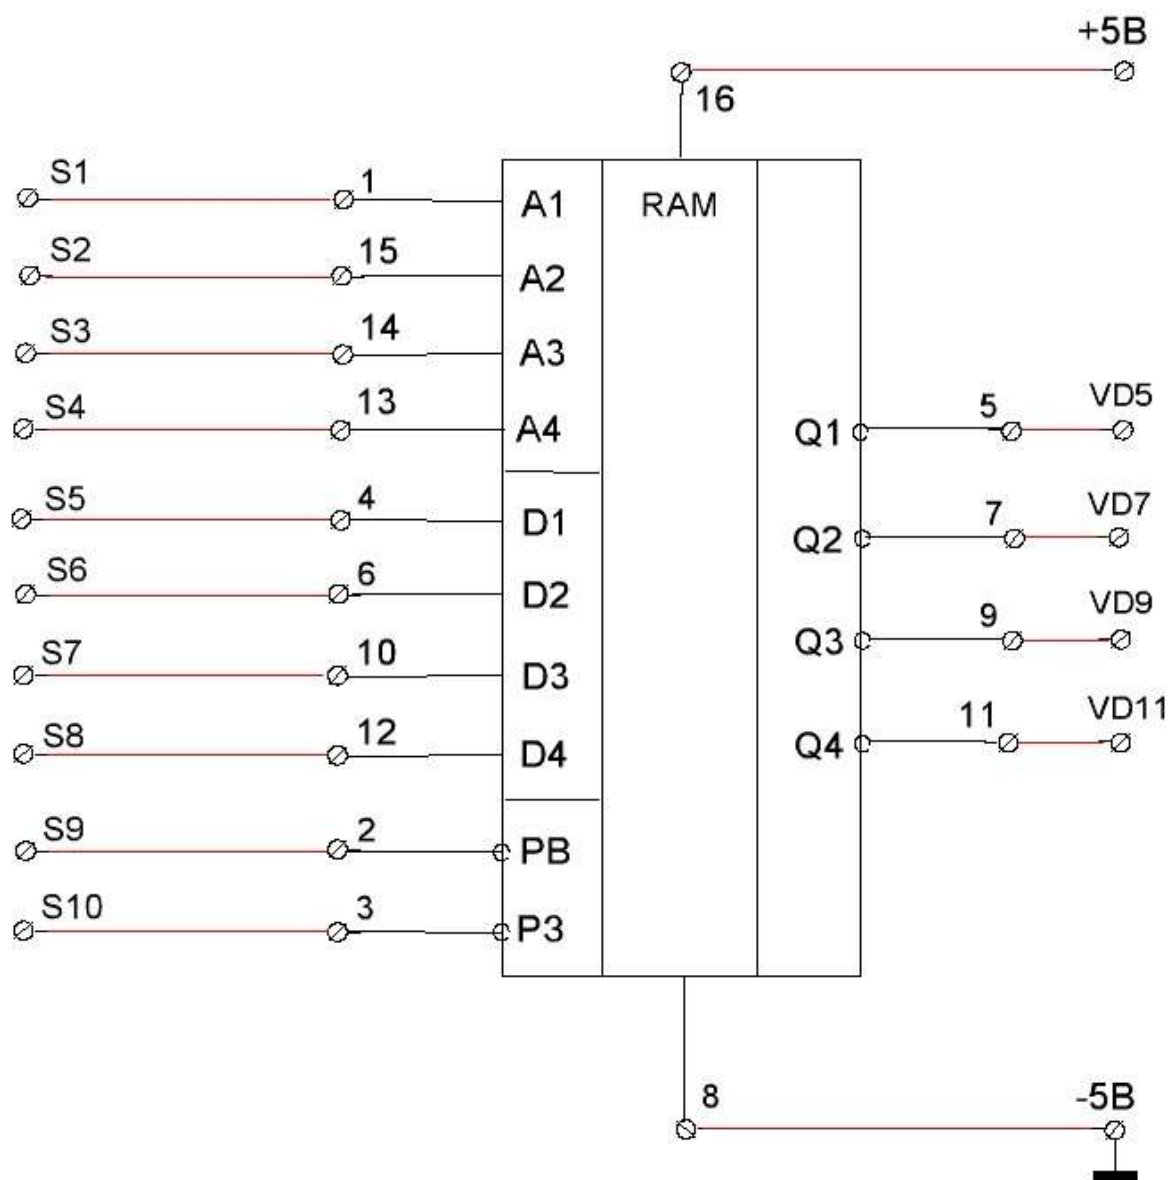 +5В
16
S1 1 A1 RAM
S2 15 A2
S3 14 A3
S4 13 A4 Q1 5 VD5
S5 4 D1
S6 6 D2 Q2 7 VD7
S7 10 D3 Q3 9 VD9
S8 12 D4 Q4 11 VD11
S9 2 РВ
S10 3 Р3
8 -5В